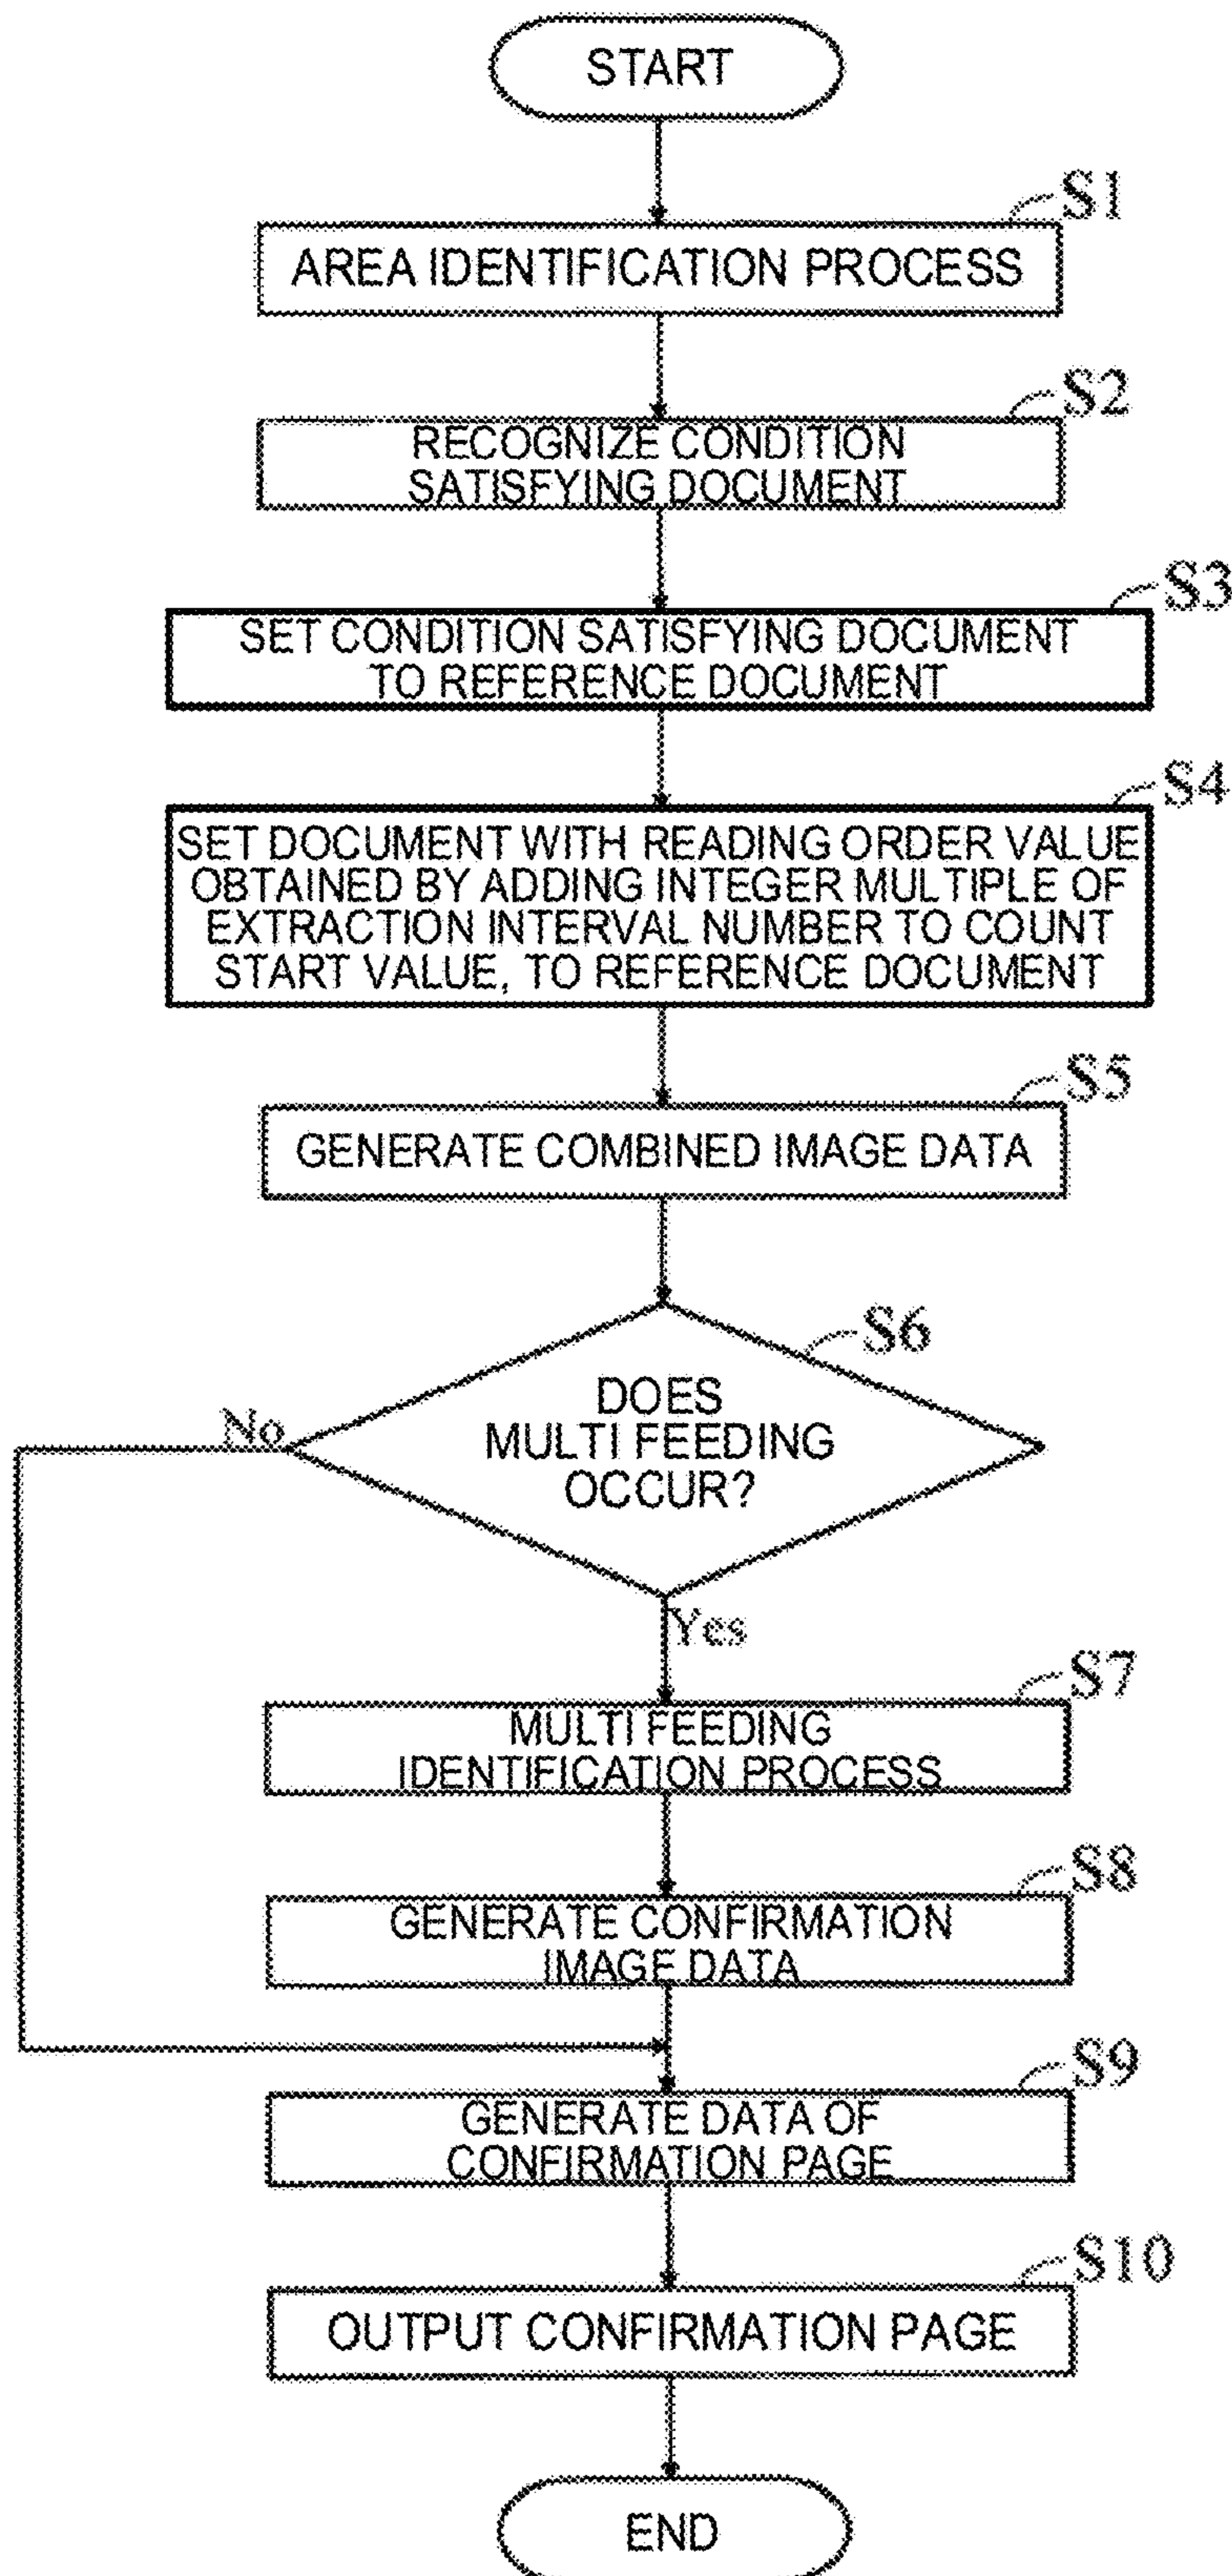 START
S1
AREA IDENTIFICATION PROCESS
S2
RECOGNIZE CONDITION
SATISFYING DOCUMENT
S3
SET CONDITION SATISFYING DOCUMENT
TO REFERENCE DOCUMENT
S4
SET DOCUMENT WITH READING ORDER VALUE
OBTAINED BY ADDING INTEGER MULTIPLE OF
EXTRACTION INTERVAL NUMBER TO COUNT
START VALUE, TO REFERENCE DOCUMENT
S5
GENERATE COMBINED IMAGE DATA
S6
DOES
MULTI FEEDING
OCCUR?
No
Yes
S7
MULTI FEEDING
IDENTIFICATION PROCESS
S8
GENERATE CONFIRMATION
IMAGE DATA
S9
GENERATE DATA OF
CONFIRMATION PAGE
S10
OUTPUT CONFIRMATION PAGE
END